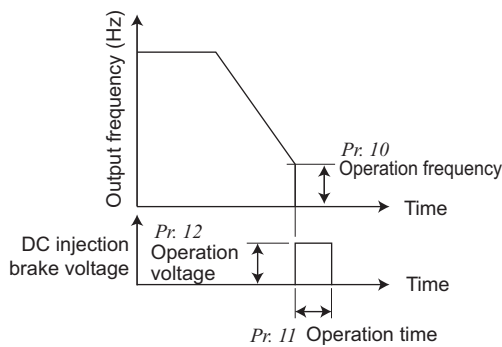 Output frequency (Hz)
Pr. 10
Operation frequency
Time
DC injection
brake voltage
Pr. 12
Operation
voltage
Time
Pr. 11 Operation time